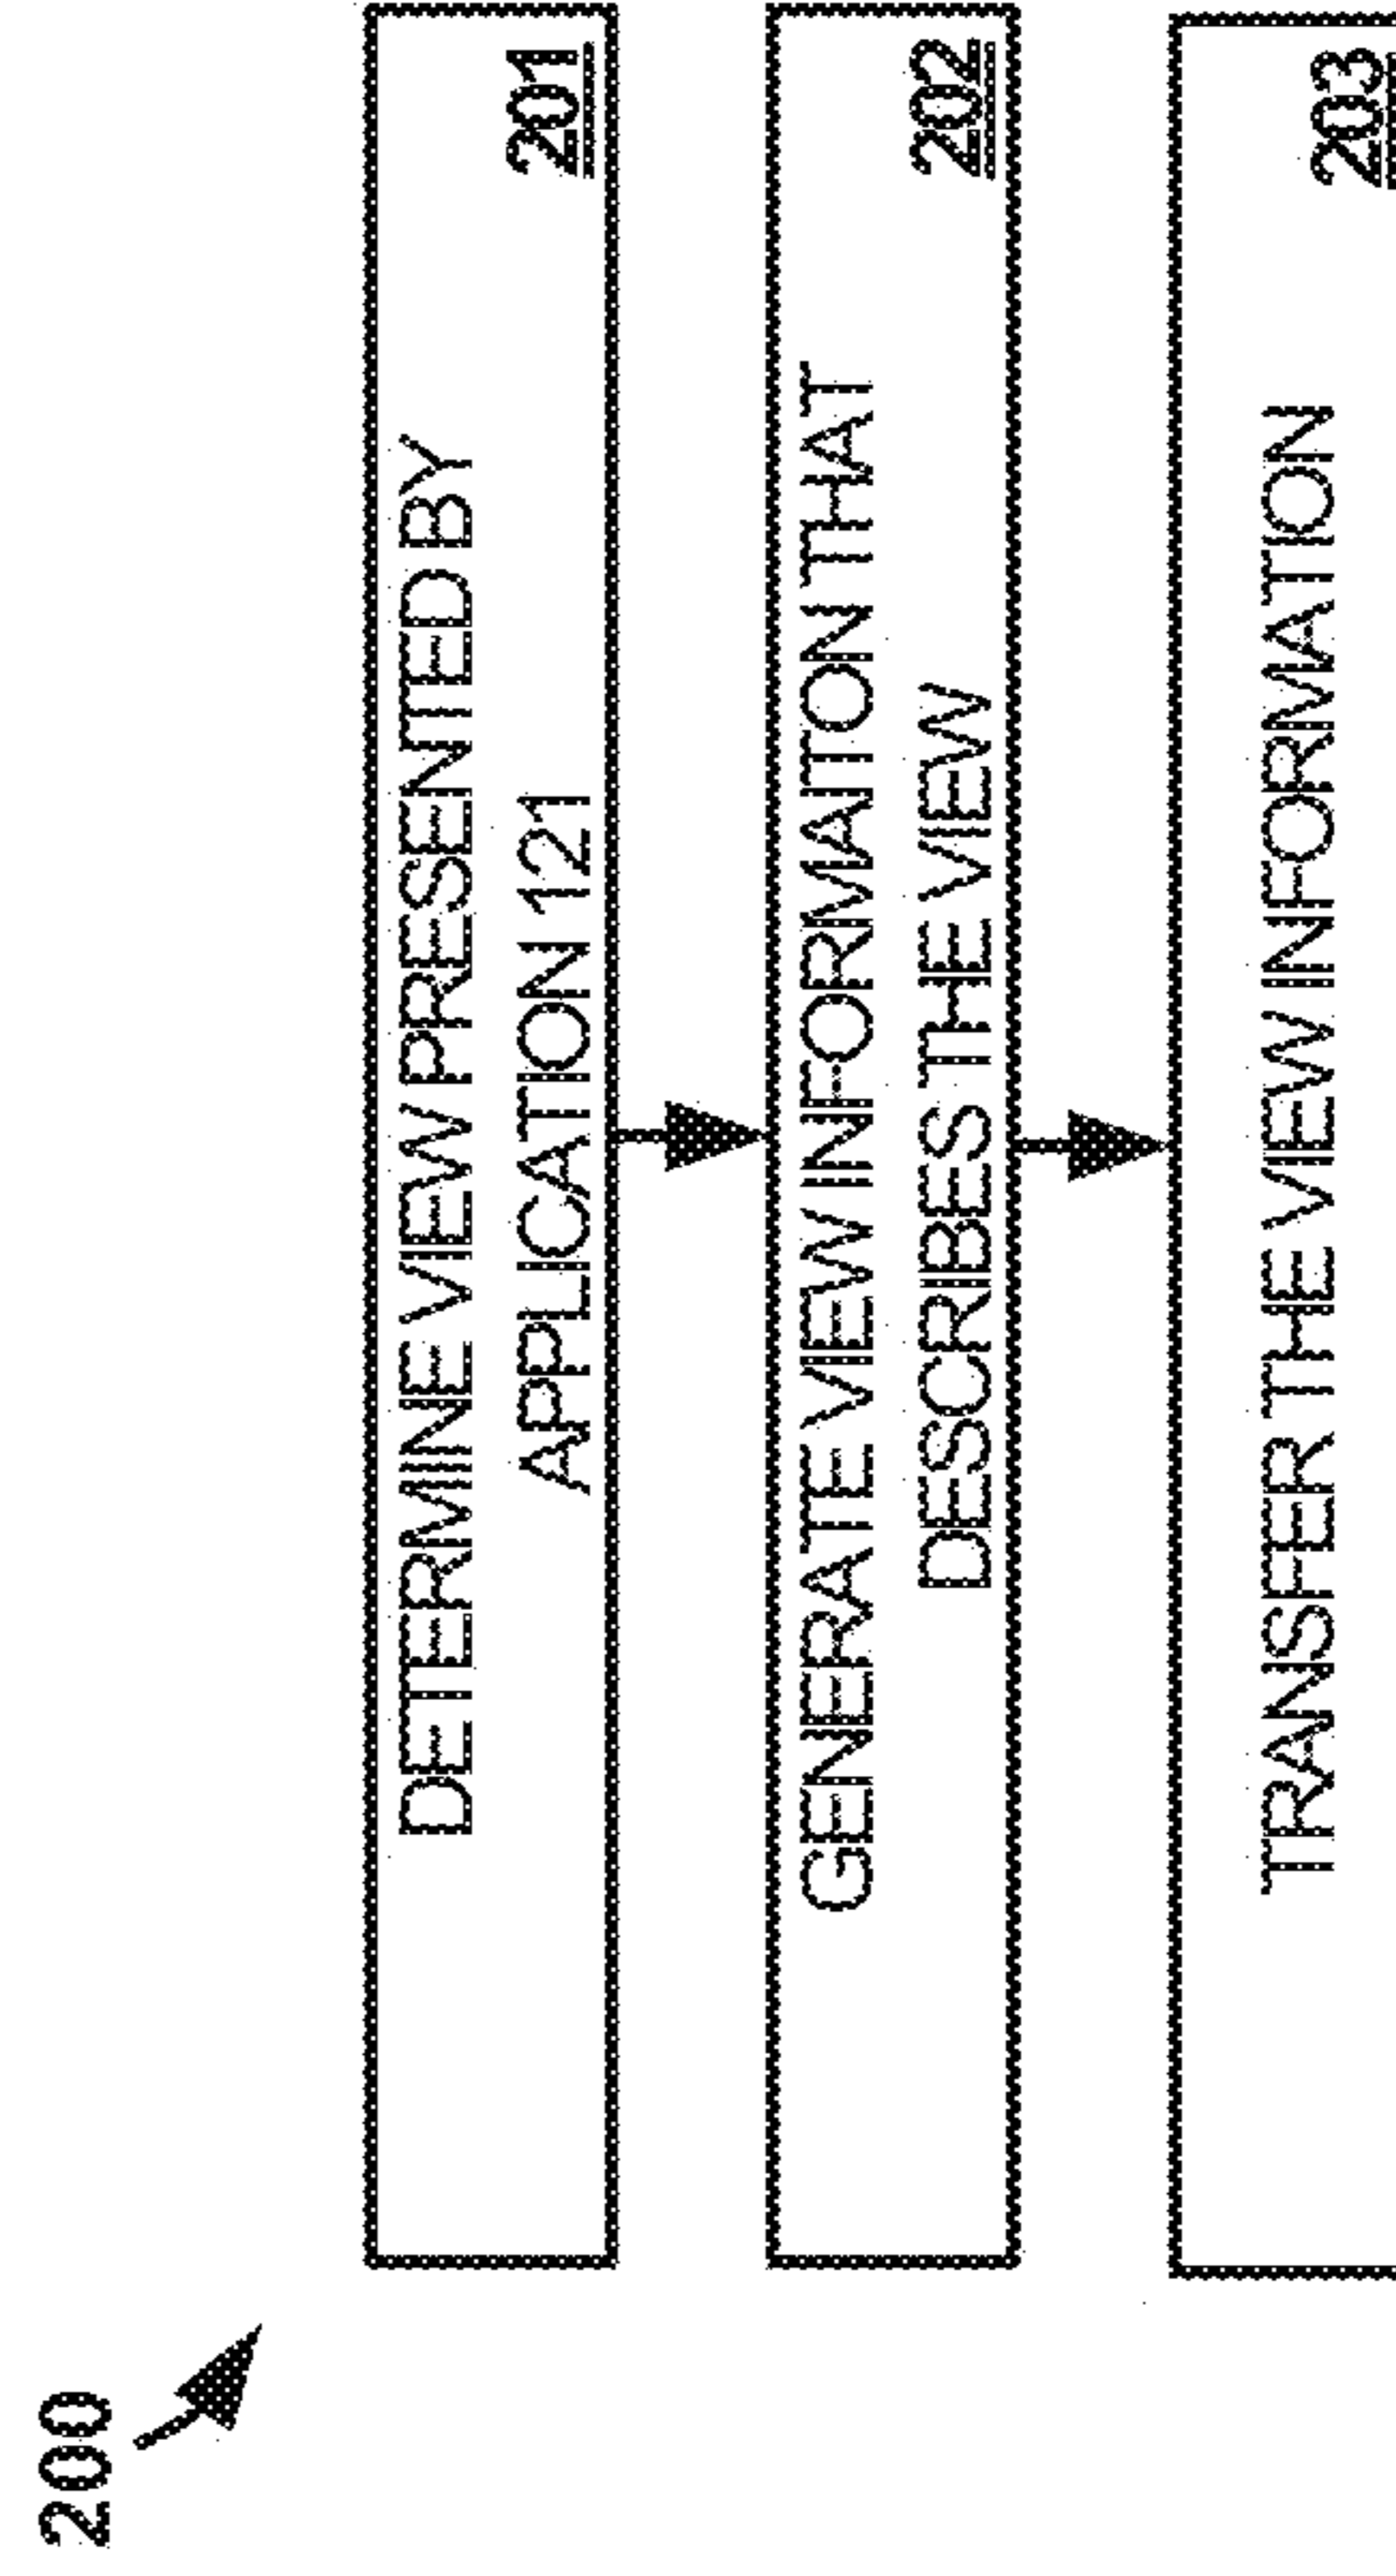 200
DETERMINE VIEW PRESENTED BY
APPLICATION 121
201
GENERATE VIEW INFORMAITON THAT
DESCRIBES THE VIEW
202
TRANSFER THE VIEW INFORMATION
203